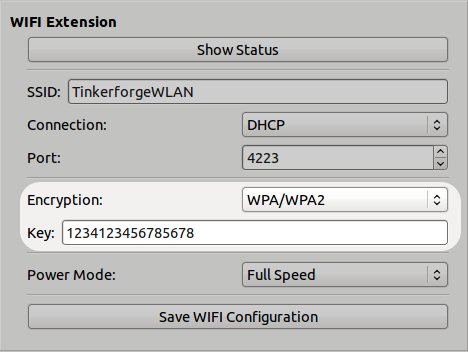 WIFI Extension
Show Status
SSID: TinkerforgeWLAN
Connection: DHCP
Port: 4223
Encryption: WPA/WPA2
Key: 1234123456785678
Power Mode: Full Speed
Save WIFI Configuration